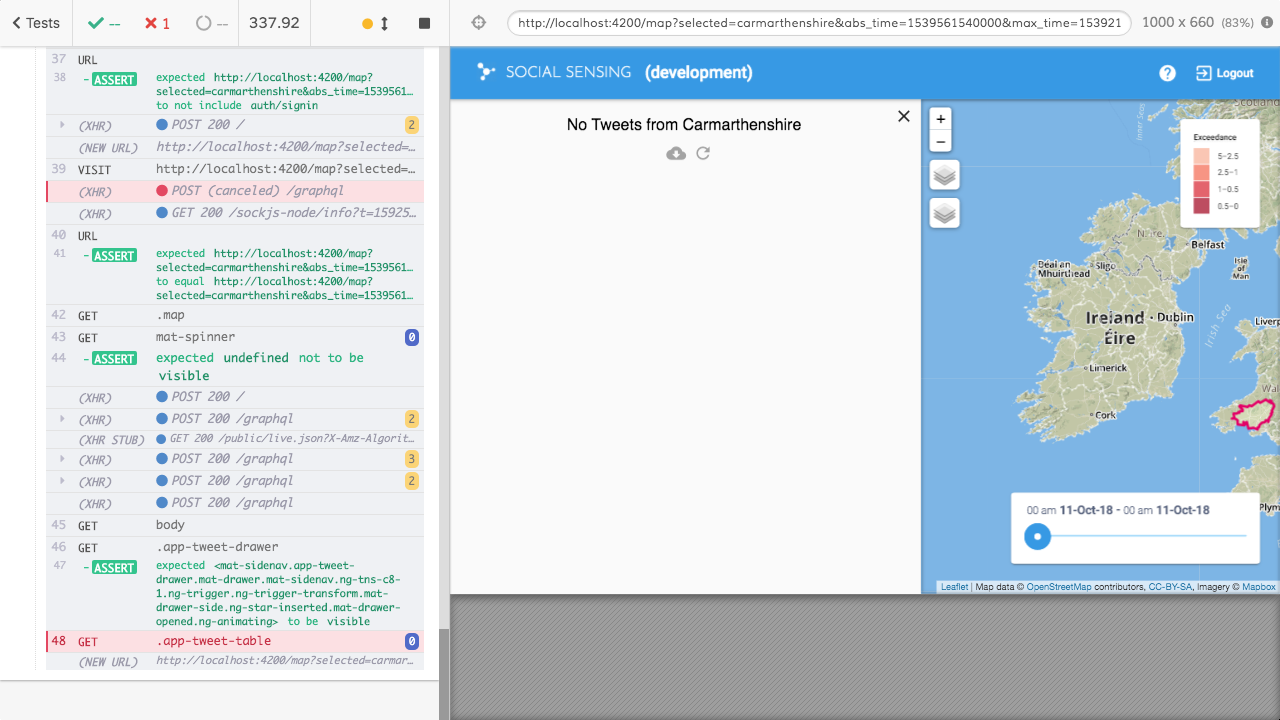 Tests
--
1
--
337.92
http://localhost:4200/map?selected=carmarthenshire&abs_time=1539561540000&max_time=153921
1000 x 660 (83%)
37 URL
38 - ASSERT expected http://localhost:4200/map?
selected=carmarthenshire&abs_time=1539561…
to not include auth/signin
(XHR) POST 200 / 2
(NEW URL) http://localhost:4200/map?selected=…
39 VISIT http://localhost:4200/map?selected=…
(XHR) POST (canceled) /graphql
(XHR) GET 200 /sockjs-node/info?t=15925…
40 URL
41 - ASSERT expected http://localhost:4200/map?
selected=carmarthenshire&abs_time=1539561…
to equal http://localhost:4200/map?
selected=carmarthenshire&abs_time=1539561…
42 GET .map
43 GET mat-spinner 0
44 - ASSERT expected undefined not to be
visible
(XHR) POST 200 /
(XHR) POST 200 /graphql 2
(XHR STUB) GET 200 /public/live.json?X-Amz-Algorit…
(XHR) POST 200 /graphql 3
(XHR) POST 200 /graphql 2
(XHR) POST 200 /graphql
45 GET body
46 GET .app-tweet-drawer
47 - ASSERT expected <mat-sidenav.app-tweet-
drawer.mat-drawer.mat-sidenav.ng-tns-c8-
1.ng-trigger.ng-trigger-transform.mat-
drawer-side.ng-star-inserted.mat-drawer-
opened.ng-animating> to be visible
48 GET .app-tweet-table 0
(NEW URL) http://localhost:4200/map?selected=carmar…
SOCIAL SENSING (development)
? Logout
No Tweets from Carmarthenshire
+
−
Inner Seas
Exceedance
5–2.5
2.5–1
1–0.5
0.5–0
N.Ire.
Belfast
Déal an
Mhuirthead
Sligo
Isle
of
Man
Ireland
Éire
Dublin
Irish Sea
Liverp
Limerick
Wal
Cork
Plym
00 am 11-Oct-18 - 00 am 11-Oct-18
Leaflet | Map data © OpenStreetMap contributors, CC-BY-SA, Imagery © Mapbox